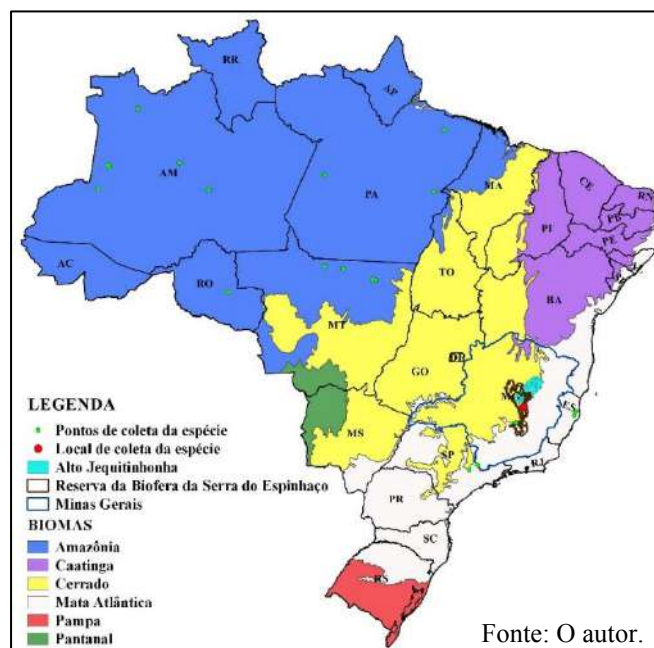 RR
AP
AM
PA
MA
CE
RN
PB
PI
PE
AC
RO
TO
BA
MT
GO
DF
MS
ES
SP
RJ
PR
SC
RS
LEGENDA
Pontos de coleta da espécie
Local de coleta da espécie
Alto Jequitinhonha
Reserva da Biofera da Serra do Espinhaço
Minas Gerais
BIOMAS
Amazônia
Caatinga
Cerrado
Mata Atlântica
Pampa
Pantanal
Fonte: O autor.